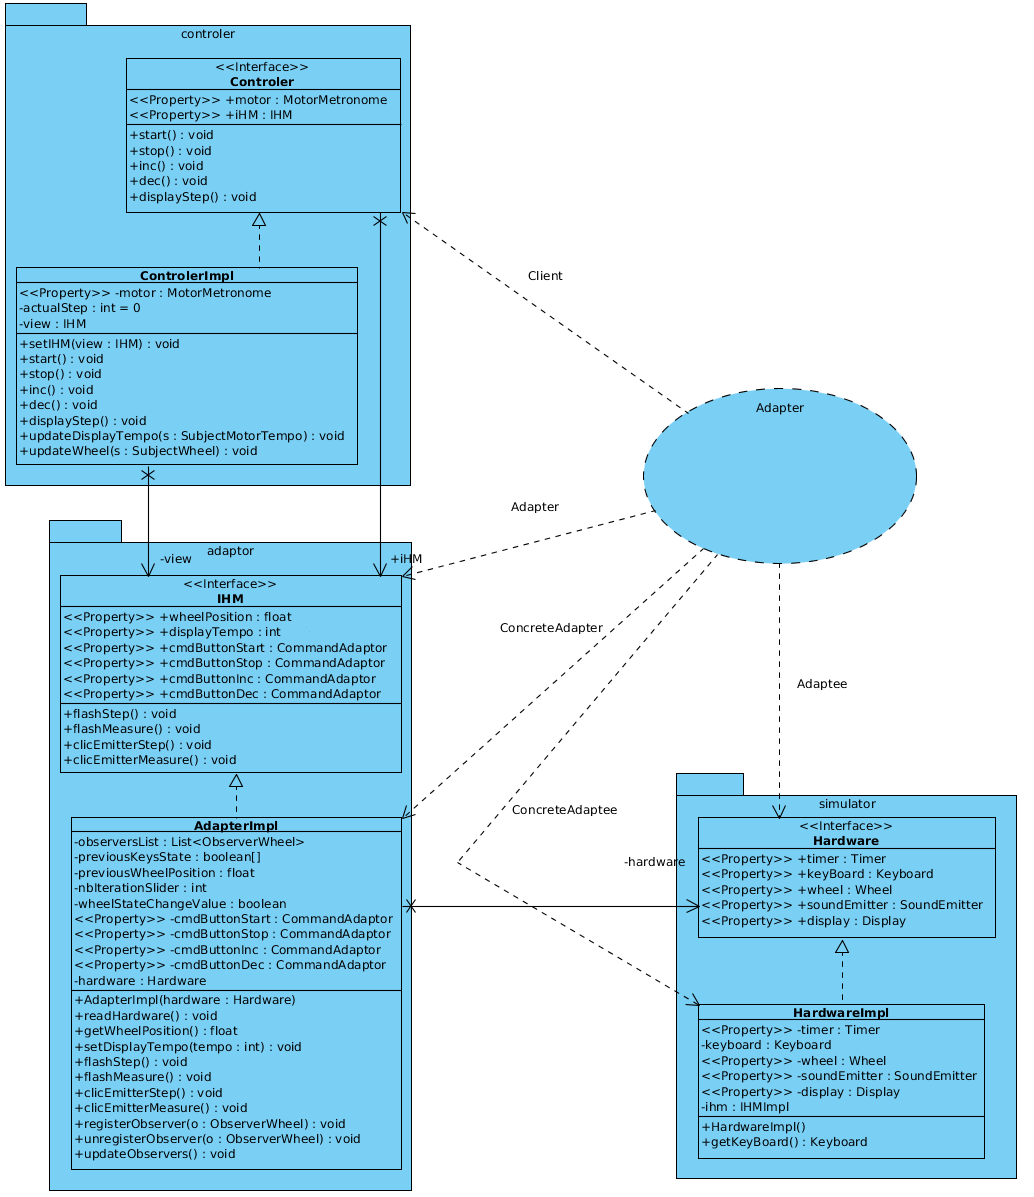 controler
<<Interface>>
Controler
<<Property>> +motor : MotorMetronome
<<Property>> +iHM : IHM
+start() : void
+stop() : void
+inc() : void
+dec() : void
+displayStep() : void
ControlerImpl
<<Property>> -motor : MotorMetronome
-actualStep : int = 0
-view : IHM
+setIHM(view : IHM) : void
+start() : void
+stop() : void
+inc() : void
+dec() : void
+displayStep() : void
+updateDisplayTempo(s : SubjectMotorTempo) : void
+updateWheel(s : SubjectWheel) : void
Client
Adapter
Adapter
adaptor
-view
+iHM
<<Interface>>
IHM
<<Property>> +wheelPosition : float
<<Property>> +displayTempo : int
<<Property>> +cmdButtonStart : CommandAdaptor
<<Property>> +cmdButtonStop : CommandAdaptor
<<Property>> +cmdButtonInc : CommandAdaptor
<<Property>> +cmdButtonDec : CommandAdaptor
+flashStep() : void
+flashMeasure() : void
+clicEmitterStep() : void
+clicEmitterMeasure() : void
ConcreteAdapter
Adaptee
ConcreteAdaptee
AdapterImpl
-observersList : List<ObserverWheel>
-previousKeysState : boolean[]
-previousWheelPosition : float
-nbIterationSlider : int
-wheelStateChangeValue : boolean
<<Property>> -cmdButtonStart : CommandAdaptor
<<Property>> -cmdButtonStop : CommandAdaptor
<<Property>> -cmdButtonInc : CommandAdaptor
<<Property>> -cmdButtonDec : CommandAdaptor
-hardware : Hardware
+AdapterImpl(hardware : Hardware)
+readHardware() : void
+getWheelPosition() : float
+setDisplayTempo(tempo : int) : void
+flashStep() : void
+flashMeasure() : void
+clicEmitterStep() : void
+clicEmitterMeasure() : void
+registerObserver(o : ObserverWheel) : void
+unregisterObserver(o : ObserverWheel) : void
+updateObservers() : void
-hardware
simulator
<<Interface>>
Hardware
<<Property>> +timer : Timer
<<Property>> +keyBoard : Keyboard
<<Property>> +wheel : Wheel
<<Property>> +soundEmitter : SoundEmitter
<<Property>> +display : Display
HardwareImpl
<<Property>> -timer : Timer
-keyboard : Keyboard
<<Property>> -wheel : Wheel
<<Property>> -soundEmitter : SoundEmitter
<<Property>> -display : Display
-ihm : IHMImpl
+HardwareImpl()
+getKeyBoard() : Keyboard